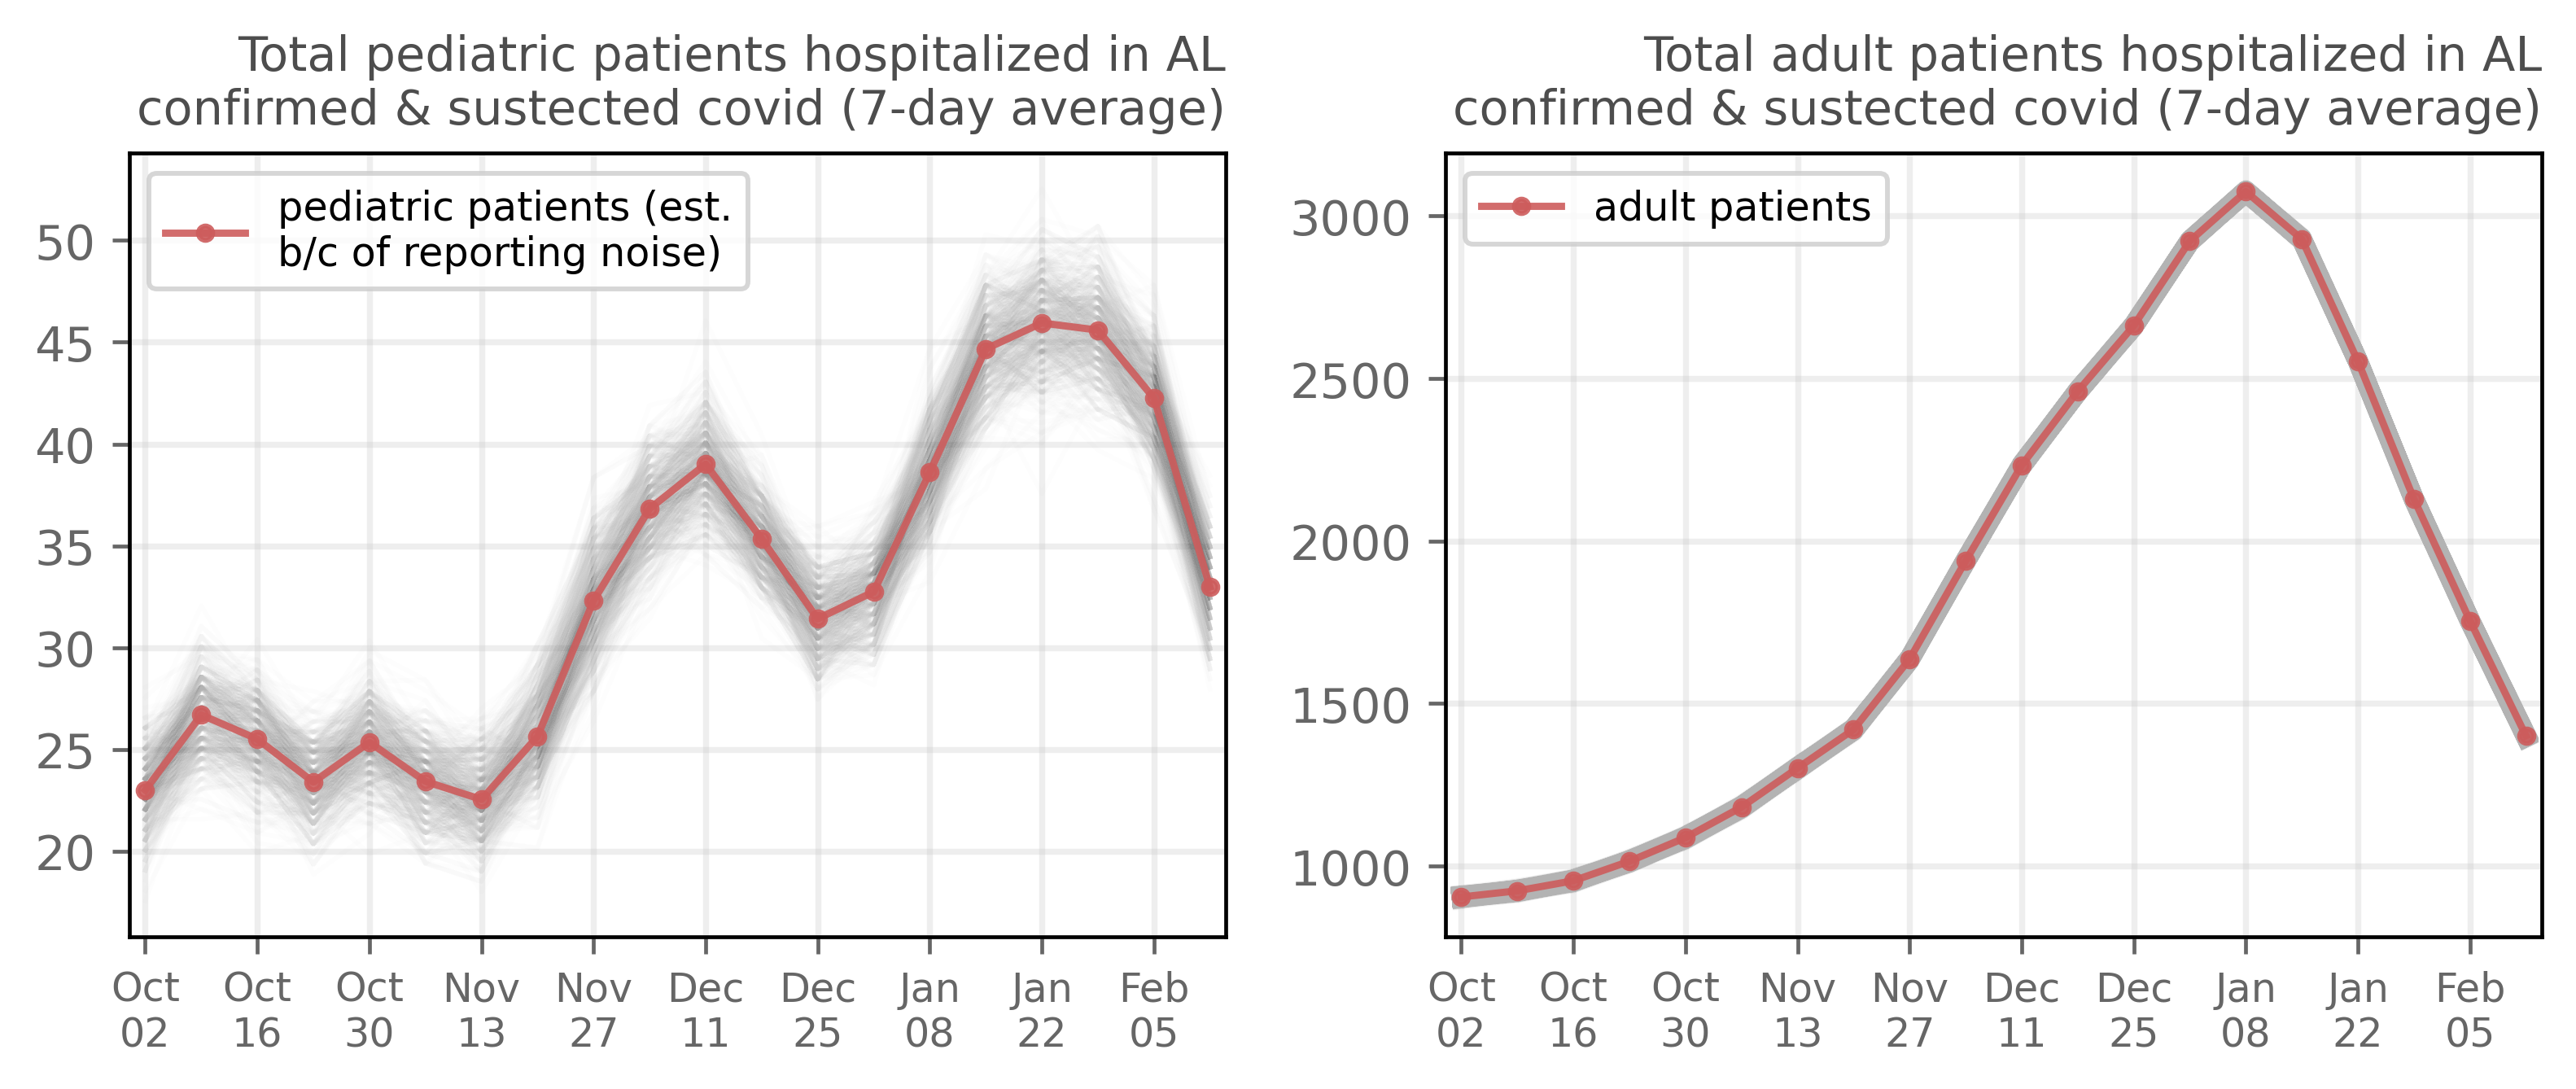 Total pediatric patients hospitalized in AL
confirmed & sustected covid (7-day average)
pediatric patients (est.
b/c of reporting noise)
50
45
40
35
30
25
20
Oct Oct Oct Nov Nov Dec Dec Jan Jan Feb
02 16 30 13 27 11 25 08 22 05
Total adult patients hospitalized in AL
confirmed & sustected covid (7-day average)
adult patients
3000
2500
2000
1500
1000
Oct Oct Oct Nov Nov Dec Dec Jan Jan Feb
02 16 30 13 27 11 25 08 22 05